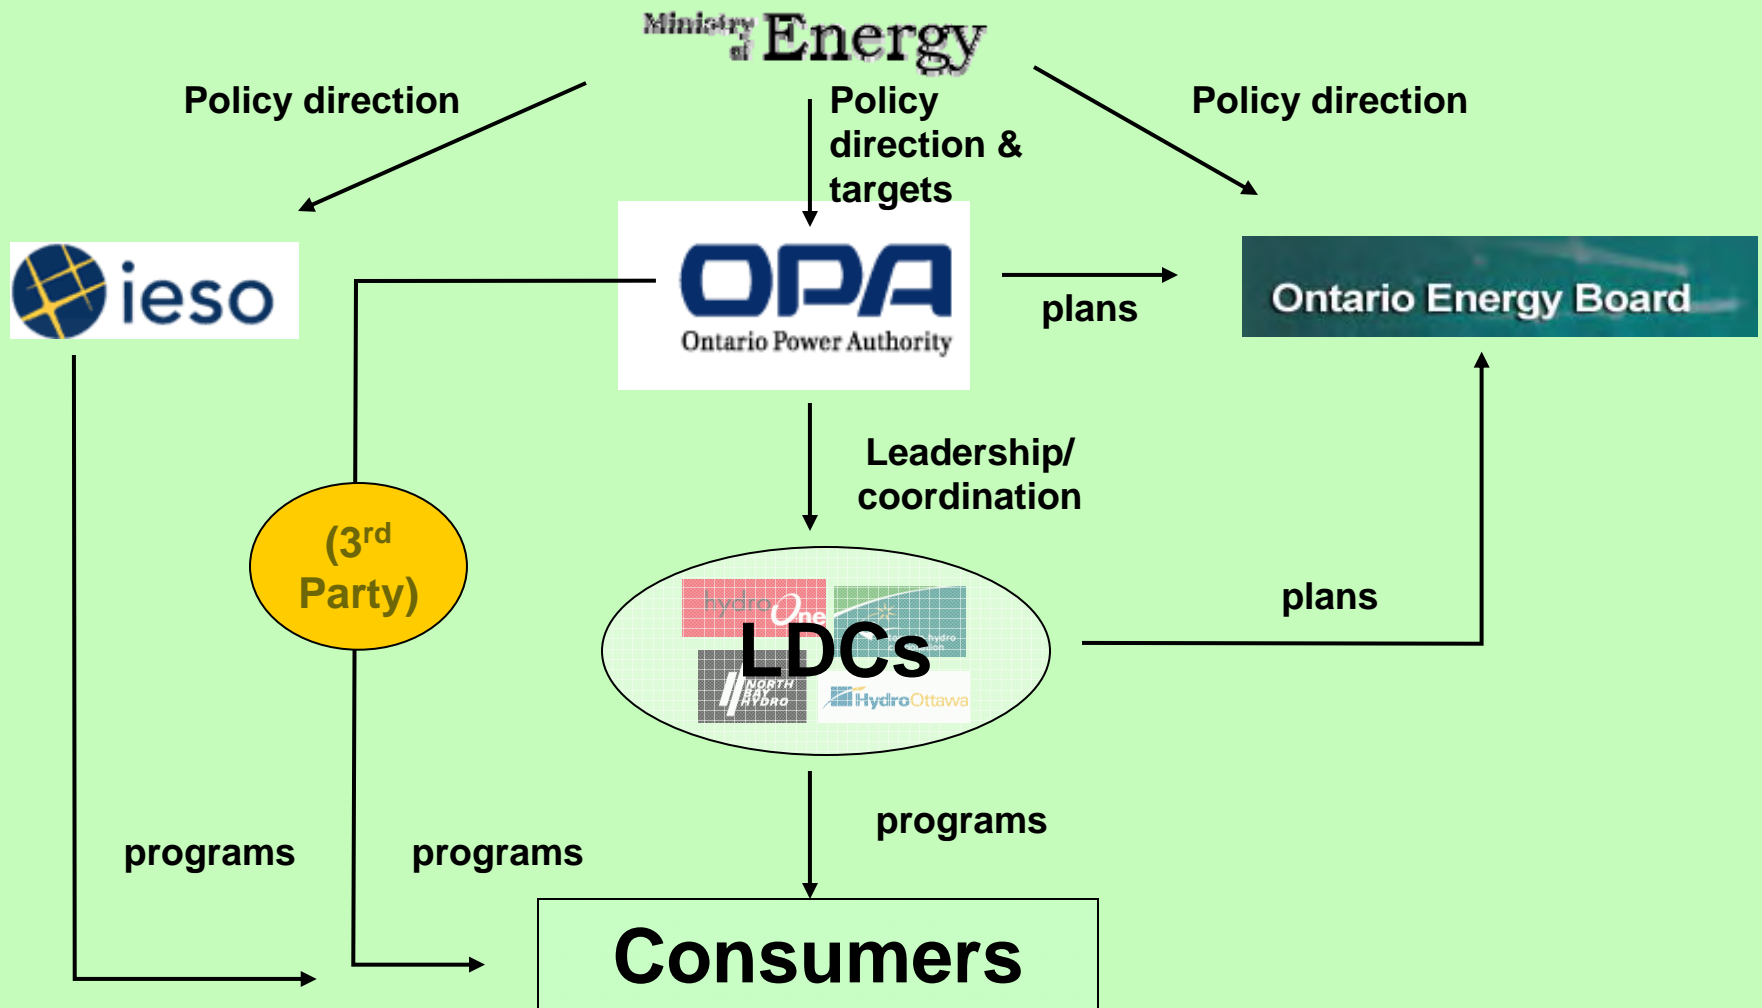 Ministry of Energy
Policy direction
Policy
direction &
targets
Policy direction
ieso
OPA
Ontario Power Authority
plans
Ontario Energy Board
Leadership/
coordination
(3rd
Party)
hydro One
LDCs
hydro
NORTH
BAY
HYDRO
HydroOttawa
plans
programs
programs
programs
Consumers